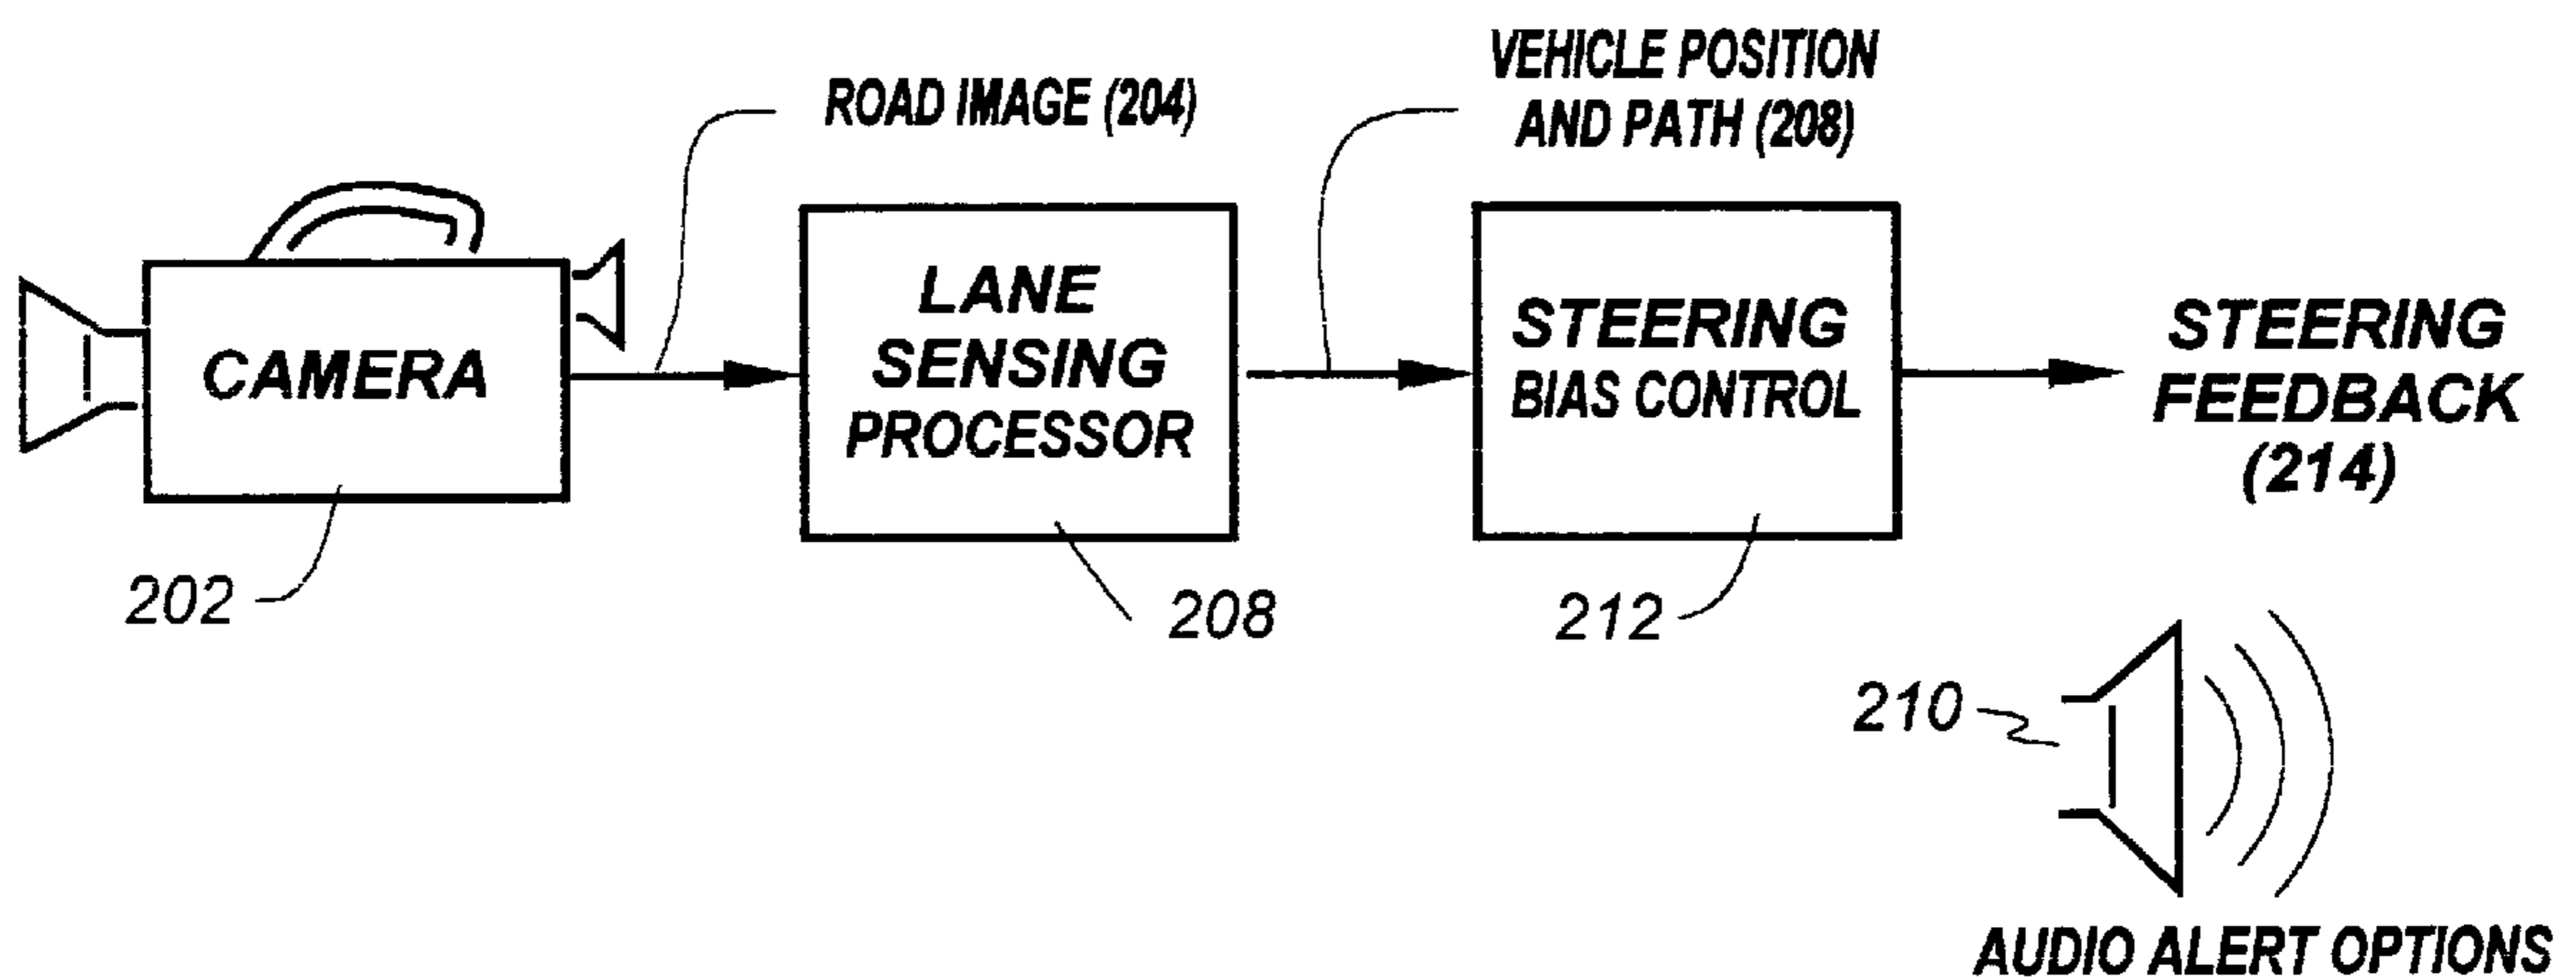 ROAD IMAGE (204)
VEHICLE POSITION
AND PATH (208)
CAMERA
LANE
SENSING
PROCESSOR
STEERING
BIAS CONTROL
STEERING
FEEDBACK
(214)
202
208
212
210
AUDIO ALERT OPTIONS